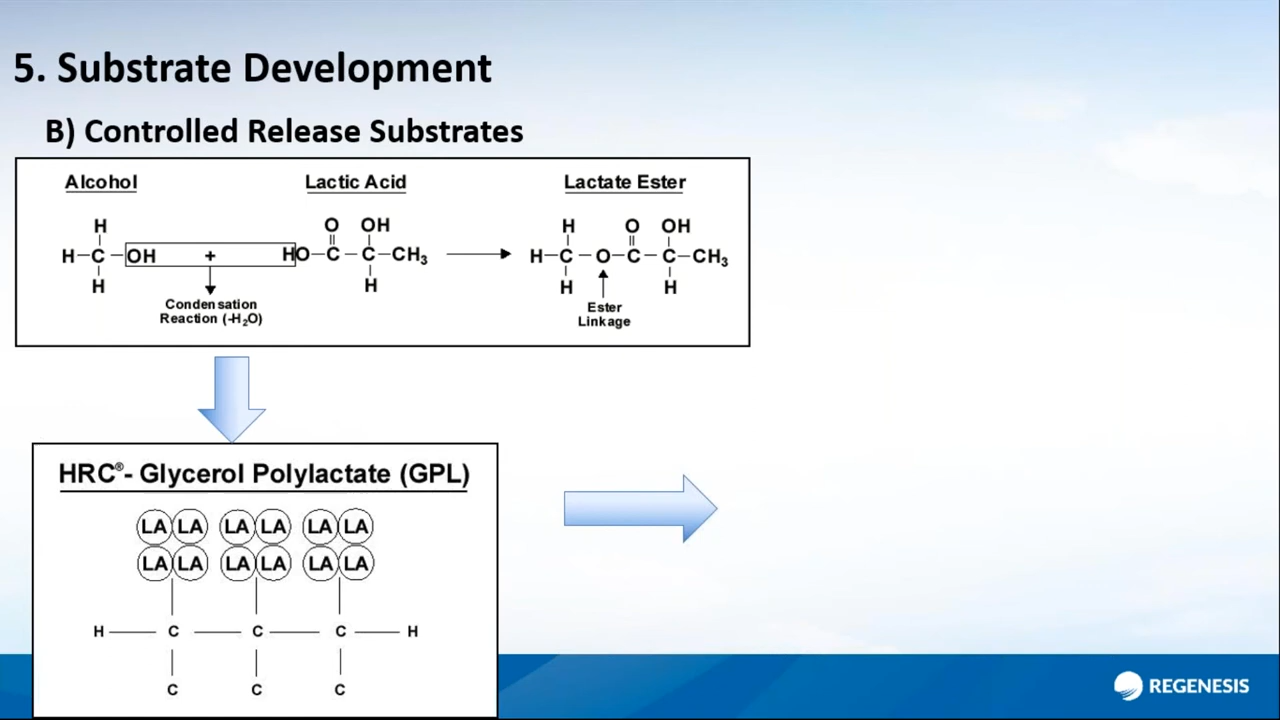 5. Substrate Development
B) Controlled Release Substrates
Alcohol Lactic Acid Lactate Ester
H O OH H O OH
H–C–OH + HO–C–C–CH₃ H–C–O–C–C–CH₃
H H H H
Condensation
Reaction (-H₂O)
Ester
Linkage
HRC®- Glycerol Polylactate (GPL)
LA LA LA LA LA LA
LA LA LA LA LA LA
H C C C H
C C C
REGENESIS